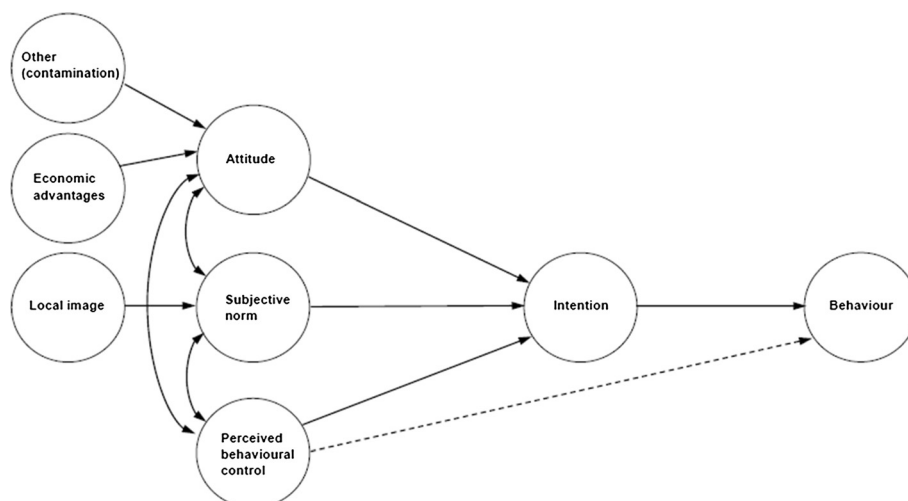 Other
(contamination)
Attitude
Economic
advantages
Local image
Subjective
norm
Intention
Behaviour
Perceived
behavioural
control